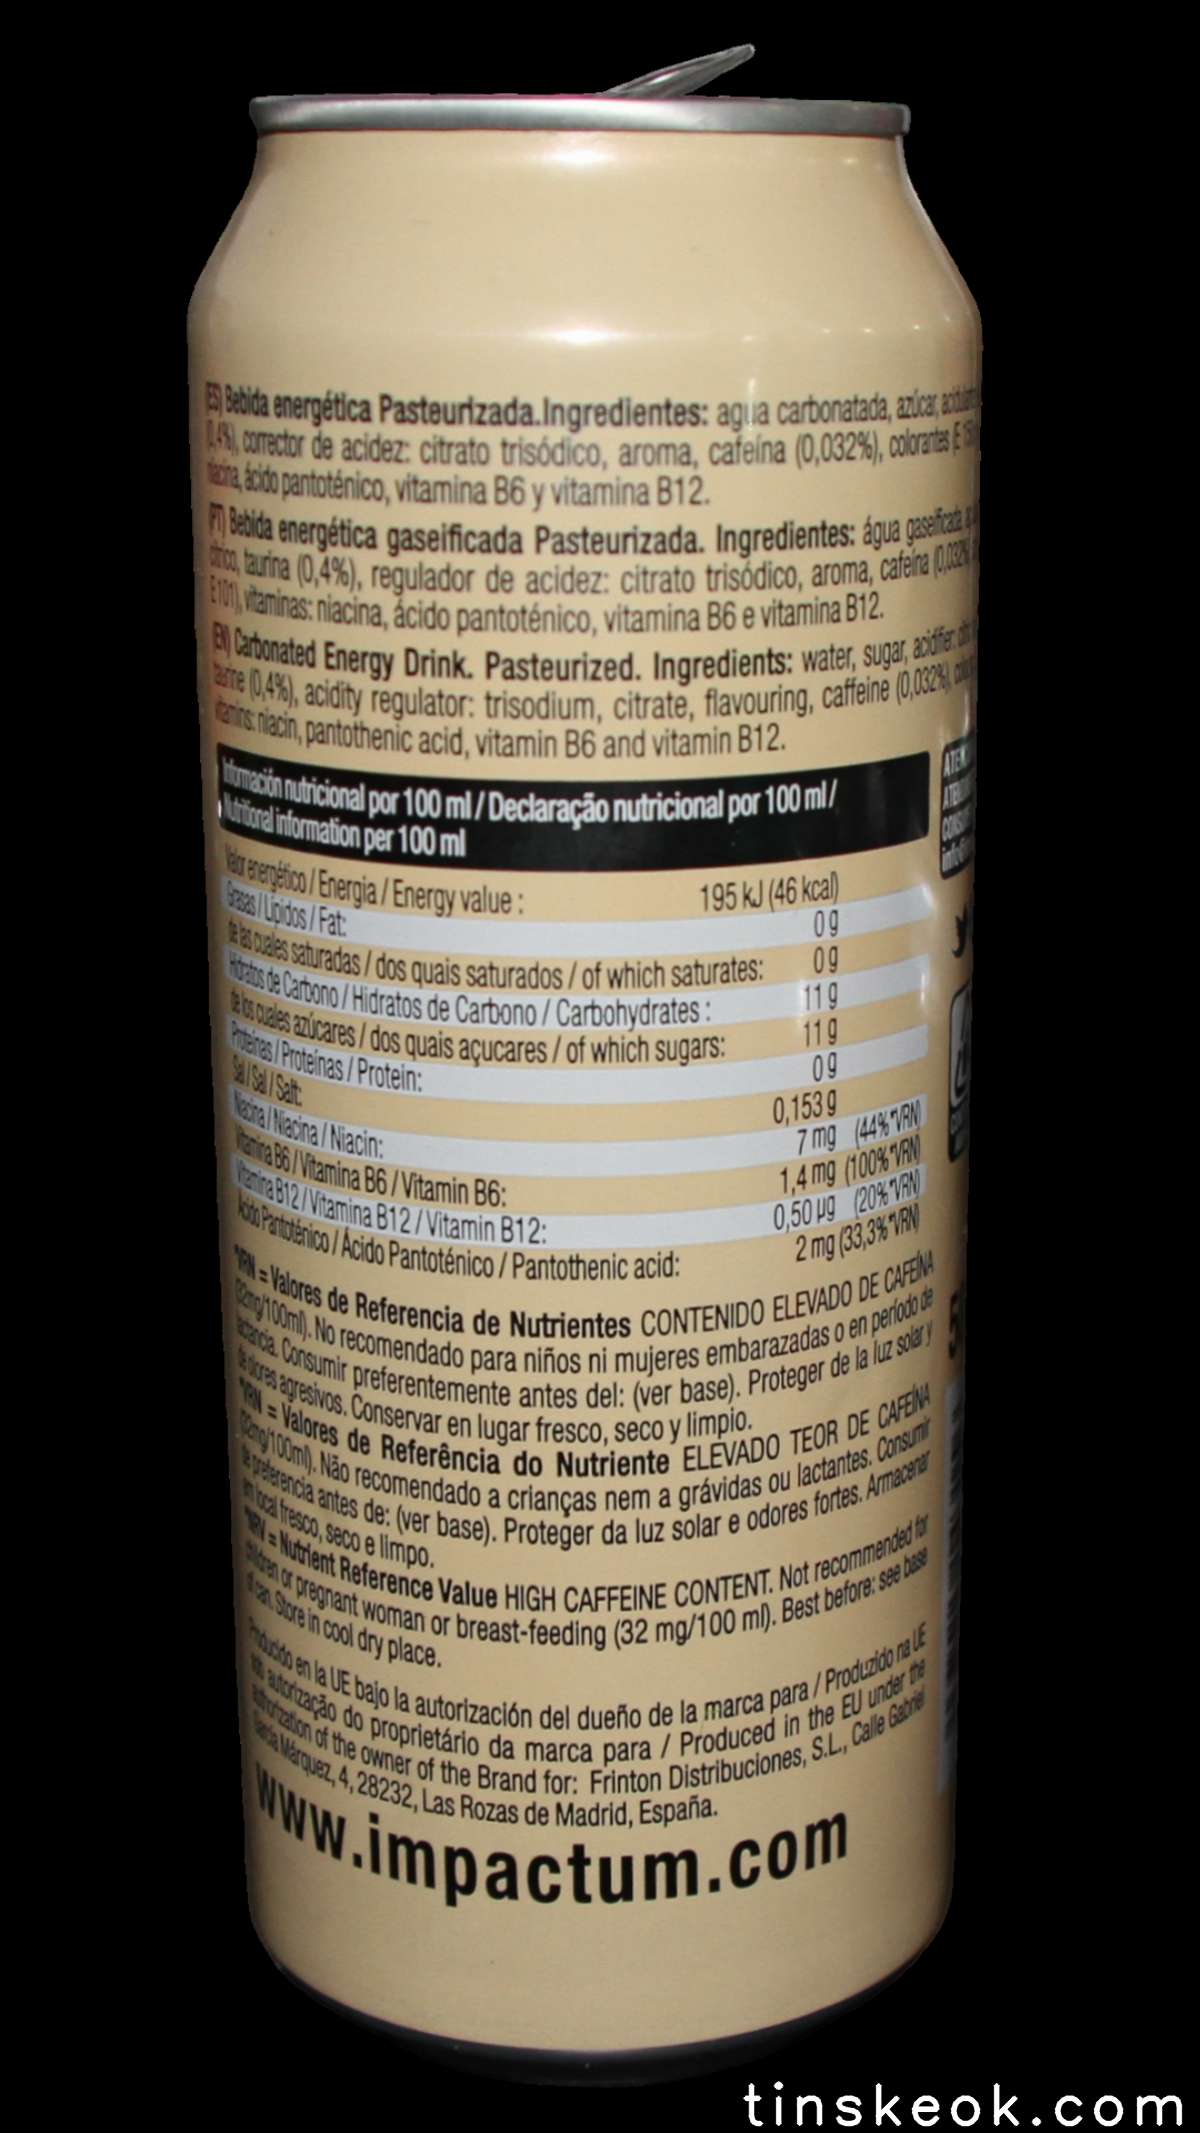 (ES) Bebida energética Pasteurizada.Ingredientes: agua carbonatada, azúcar,
(0,4%), corrector de acidez: citrato trisódico, aroma, cafeína (0,032%), colorantes (E
niacina, ácido pantoténico, vitamina B6 y vitamina B12.
(PT) Bebida energética gaseificada Pasteurizada. Ingredientes: água gaseificada,
cítrico, taurina (0,4%), regulador de acidez: citrato trisódico, aroma, cafeína (0,032%)
E101), vitaminas: niacina, ácido pantoténico, vitamina B6 e vitamina B12.
(EN) Carbonated Energy Drink. Pasteurized. Ingredients: water, sugar, acidifier:
taurine (0,4%), acidity regulator: trisodium, citrate, flavouring, caffeine (0,032%),
vitamins: niacin, pantothenic acid, vitamin B6 and vitamin B12.
Información nutricional por 100 ml / Declaração nutricional por 100 ml /
Nutritional information per 100 ml
Valor energético / Energia / Energy value : 195 kJ (46 kcal)
Grasas / Lípidos / Fat: 0 g
de las cuales saturadas / dos quais saturados / of which saturates: 0 g
Hidratos de Carbono / Hidratos de Carbono / Carbohydrates : 11 g
de los cuales azúcares / dos quais açucares / of which sugars: 11 g
Proteínas / Proteínas / Protein: 0 g
Sal / Sal / Salt: 0,153 g
Niacina / Niacina / Niacin: 7 mg (44%*VRN)
Vitamina B6 / Vitamina B6 / Vitamin B6: 1,4 mg (100%*VRN)
Vitamina B12 / Vitamina B12 / Vitamin B12: 0,50 µg (20%*VRN)
Ácido Pantoténico / Ácido Pantoténico / Pantothenic acid: 2 mg (33,3%*VRN)
*VRN = Valores de Referencia de Nutrientes CONTENIDO ELEVADO DE CAFEÍNA
(32mg/100ml). No recomendado para niños ni mujeres embarazadas o en período de
lactancia. Consumir preferentemente antes del: (ver base). Proteger de la luz solar y
de olores agresivos. Conservar en lugar fresco, seco y limpio.
*VRN = Valores de Referência do Nutriente ELEVADO TEOR DE CAFEÍNA
(32mg/100ml). Não recomendado a crianças nem a grávidas ou lactantes. Consumir
de preferencia antes de: (ver base). Proteger da luz solar e odores fortes. Armacenar
en local fresco, seco e limpo.
*NRV = Nutrient Reference Value HIGH CAFFEINE CONTENT. Not recommended for
children or pregnant woman or breast-feeding (32 mg/100 ml). Best before: see base
of can. Store in cool dry place.
Producido en la UE bajo la autorización del dueño de la marca para / Produzido na UE
sob autorização do proprietário da marca para / Produced in the EU under the
authorization of the owner of the Brand for: Frinton Distribuciones, S.L., Calle Gabriel
García Márquez, 4, 28232, Las Rozas de Madrid, España.
www.impactum.com
tinskeok.com